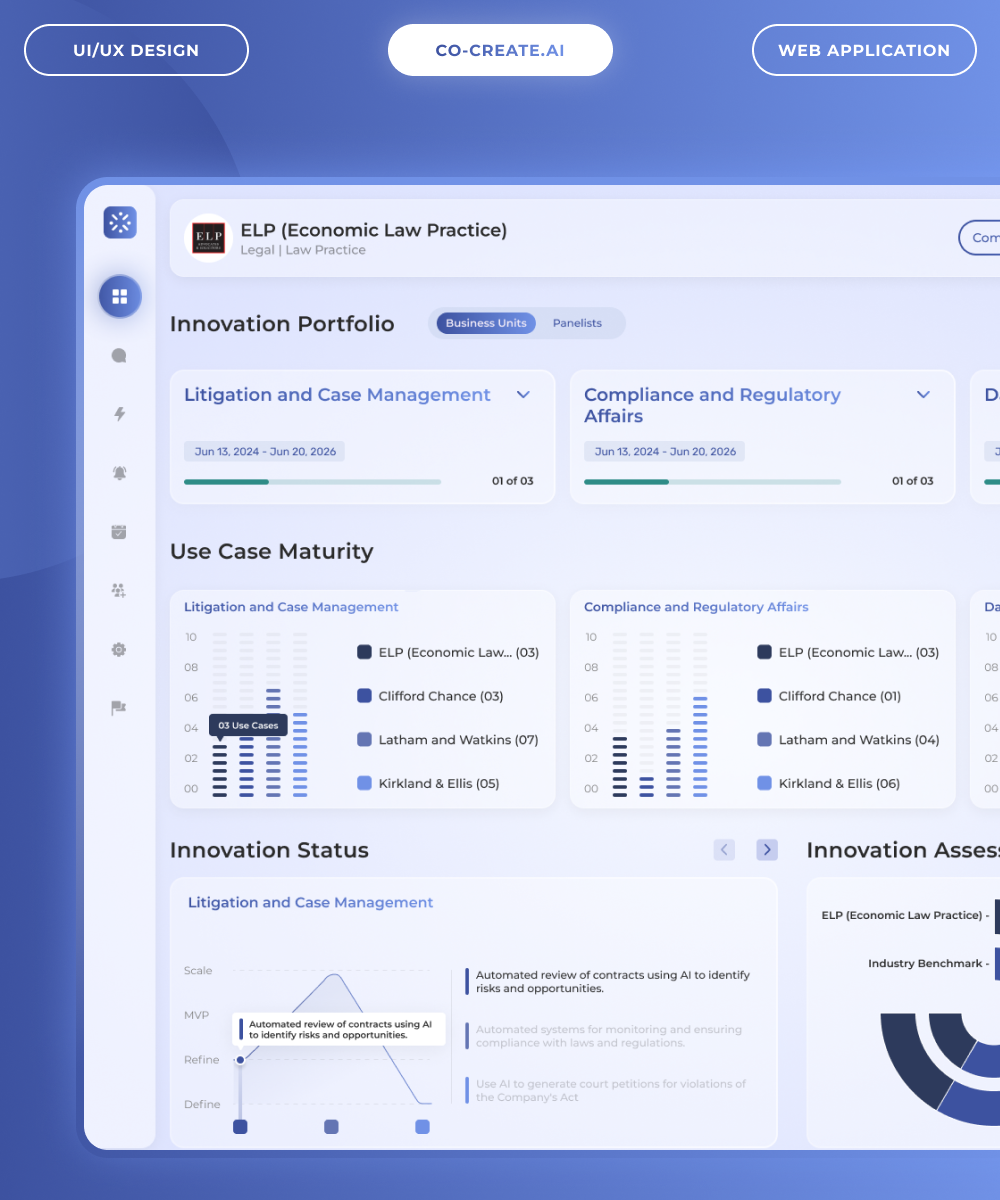 UI/UX DESIGN
CO-CREATE.AI
WEB APPLICATION
ELP
ELP (Economic Law Practice)
Legal | Law Practice
Com
Innovation Portfolio
Business Units
Panelists
Litigation and Case Management
Jun 13, 2024 - Jun 20, 2026
01 of 03
Compliance and Regulatory
Affairs
Jun 13, 2024 - Jun 20, 2026
01 of 03
Use Case Maturity
Litigation and Case Management
10
08
06
04
02
00
03 Use Cases
ELP (Economic Law... (03)
Clifford Chance (03)
Latham and Watkins (07)
Kirkland & Ellis (05)
Compliance and Regulatory Affairs
10
08
06
04
02
00
ELP (Economic Law... (03)
Clifford Chance (01)
Latham and Watkins (04)
Kirkland & Ellis (06)
Da
10
08
06
04
02
00
Innovation Status
Litigation and Case Management
Scale
MVP
Refine
Define
Automated review of contracts using AI
to identify risks and opportunities.
Automated review of contracts using AI to identify
risks and opportunities.
Automated systems for monitoring and ensuring
compliance with laws and regulations.
Use AI to generate court petitions for violations of
the Company's Act
Innovation Assess
ELP (Economic Law Practice) -
Industry Benchmark -